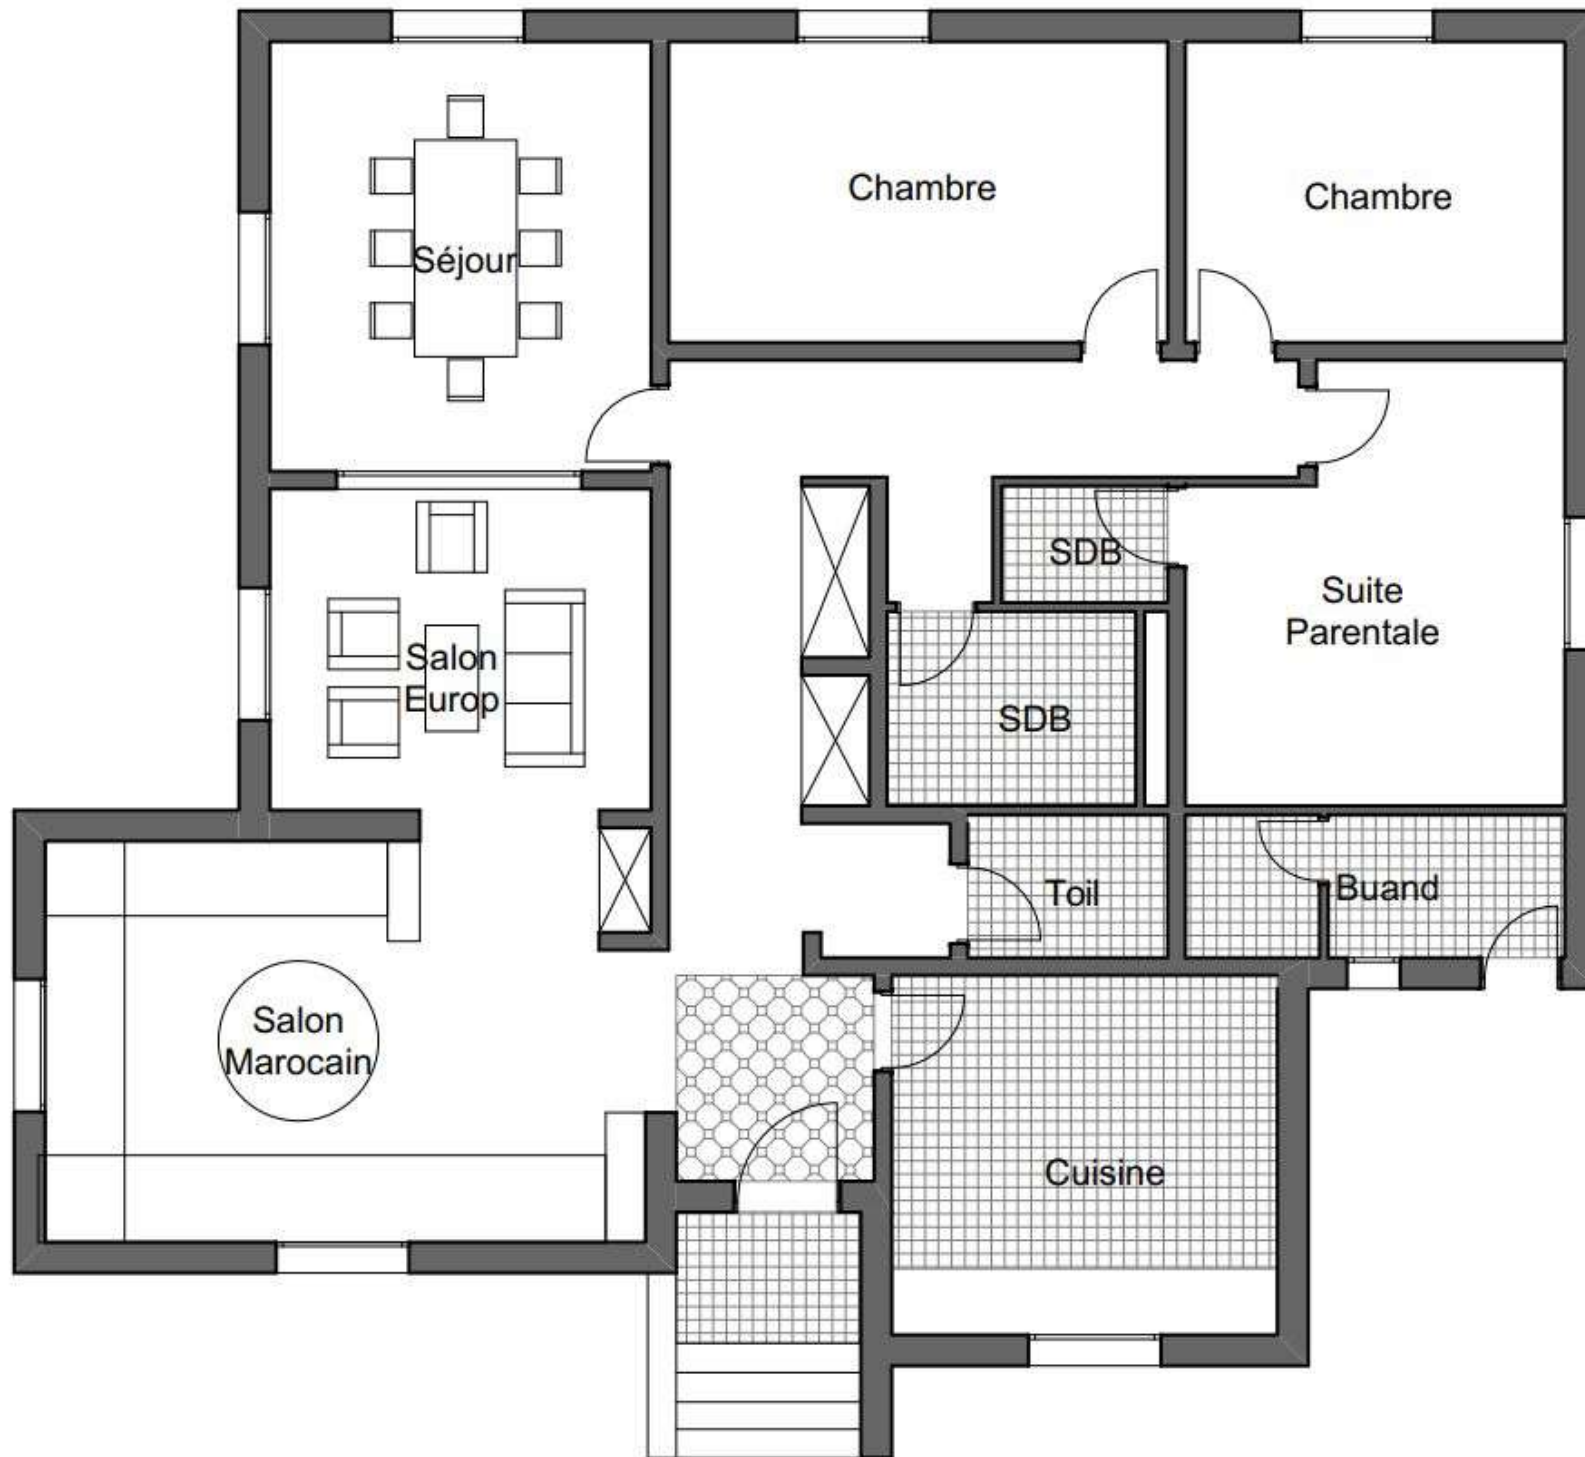 Chambre
Chambre
Séjour
SDB
Suite
Parentale
Salon
Europ
SDB
Toil
Buand
Salon
Marocain
Cuisine